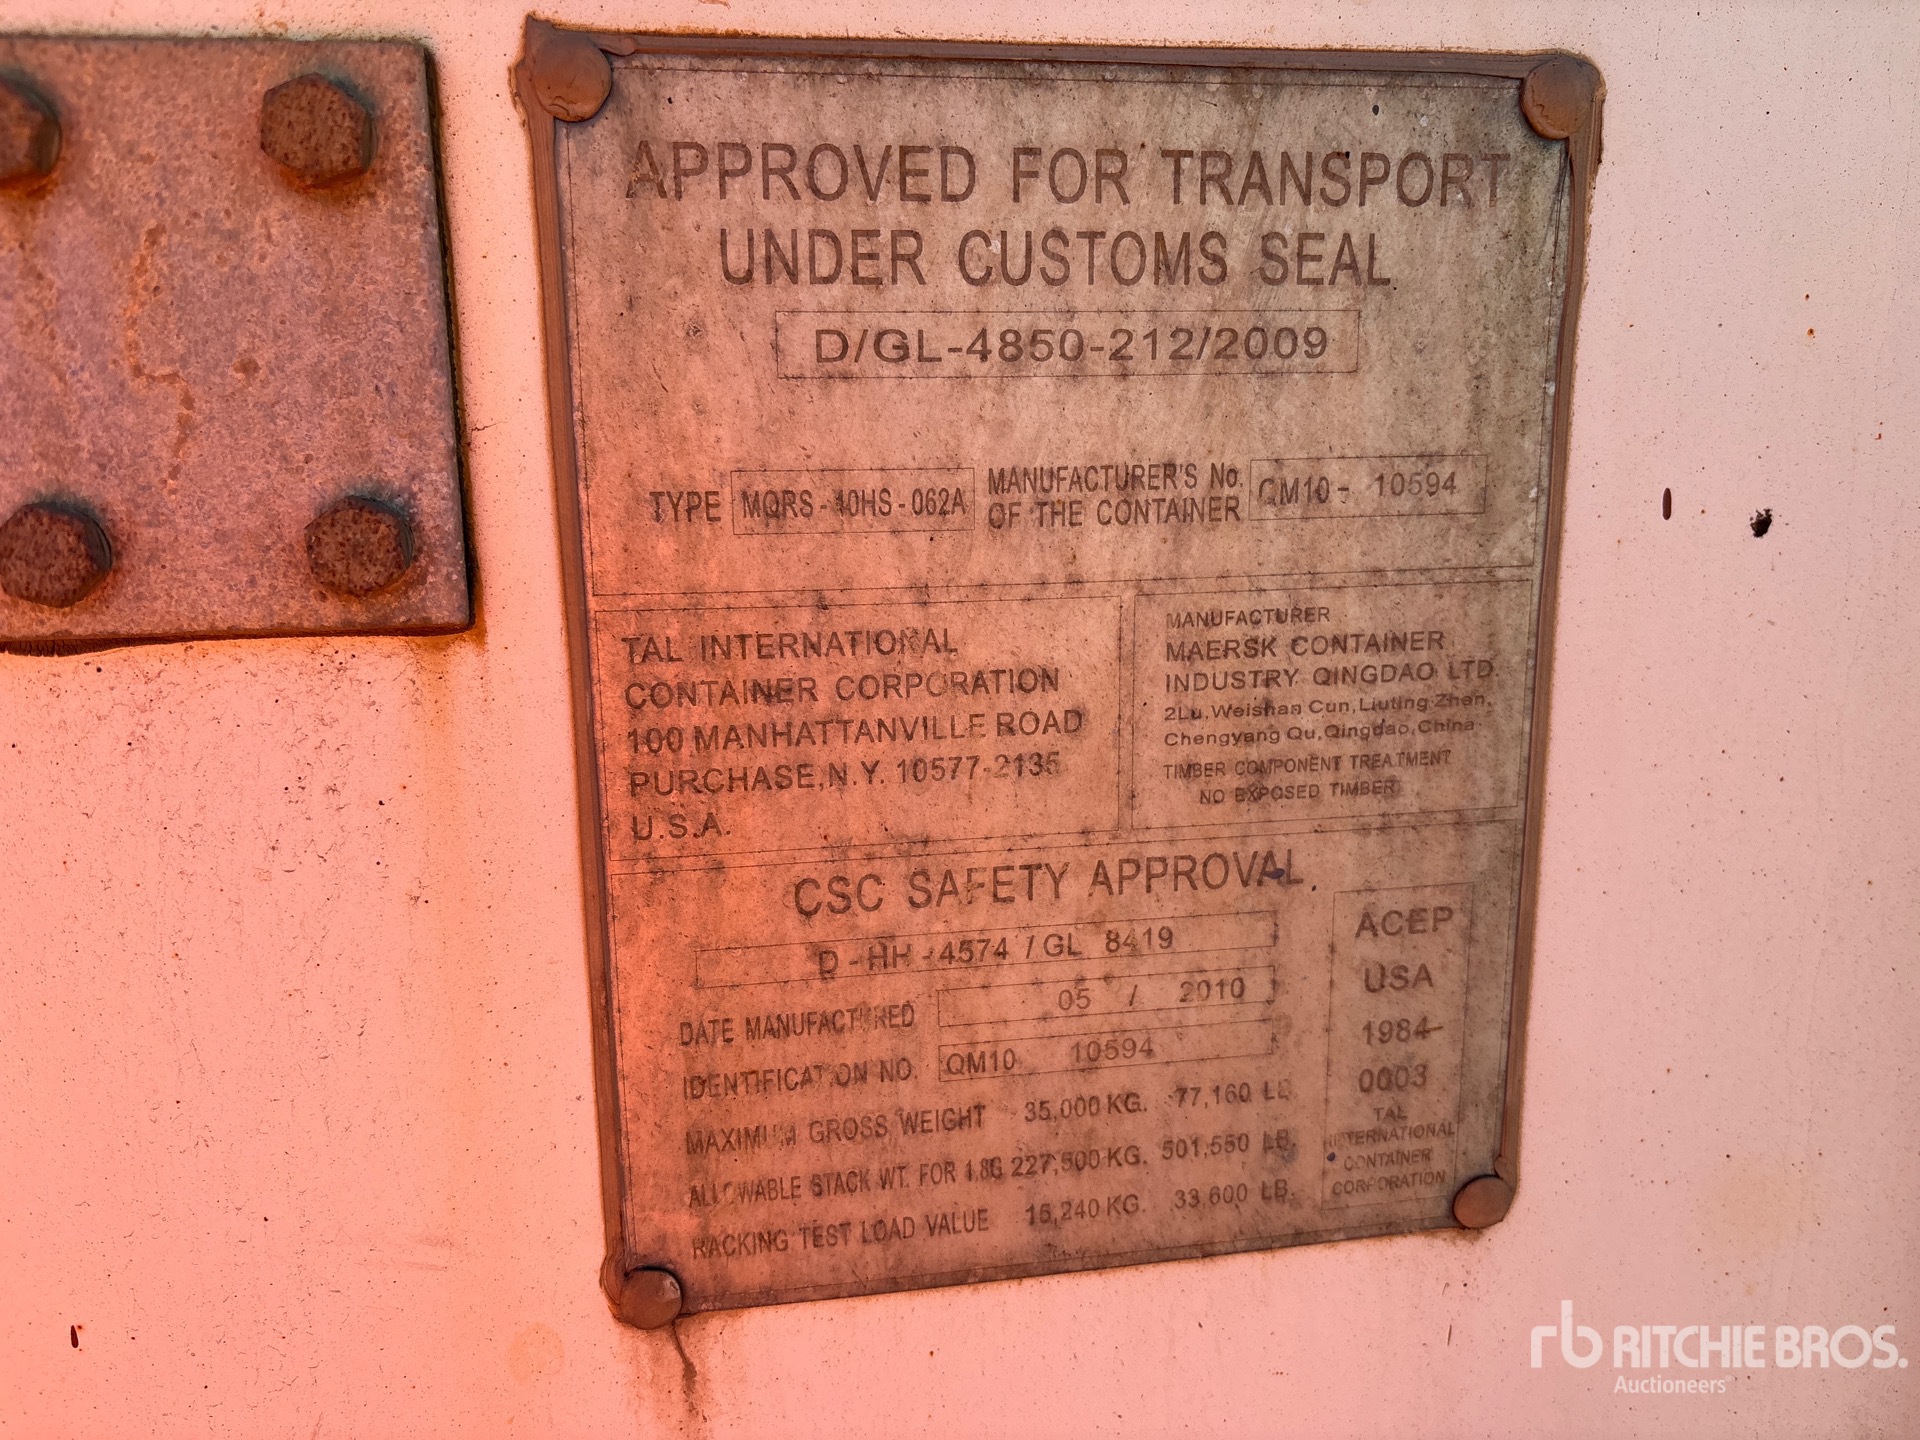 APPROVED FOR TRANSPORT
UNDER CUSTOMS SEAL
D/GL-4850-212/2009
TYPE MQRS-40HS-062A
MANUFACTURER'S No.
OF THE CONTAINER
QM10- 10594
TAL INTERNATIONAL
CONTAINER CORPORATION
100 MANHATTANVILLE ROAD
PURCHASE, N.Y. 10577-2135
U.S.A.
MANUFACTURER
MAERSK CONTAINER
INDUSTRY QINGDAO LTD.
2Lu, Weishan Cun, Liuting Zhen,
Chengyang Qu, Qingdao, China
TIMBER COMPONENT TREATMENT
NO EXPOSED TIMBER
CSC SAFETY APPROVAL
D-HH-4574 / GL 8419
DATE MANUFACTURED 05 / 2010
IDENTIFICATION NO. QM10 10594
MAXIMUM GROSS WEIGHT 35,000 KG. 77,160 LB.
ALLOWABLE STACK WT. FOR 1.8G 227,500 KG. 501,550 LB.
RACKING TEST LOAD VALUE 15,240 KG. 33,600 LB.
ACEP
USA
1984
0003
TAL
INTERNATIONAL
CONTAINER
CORPORATION
rb RITCHIE BROS.
Auctioneers